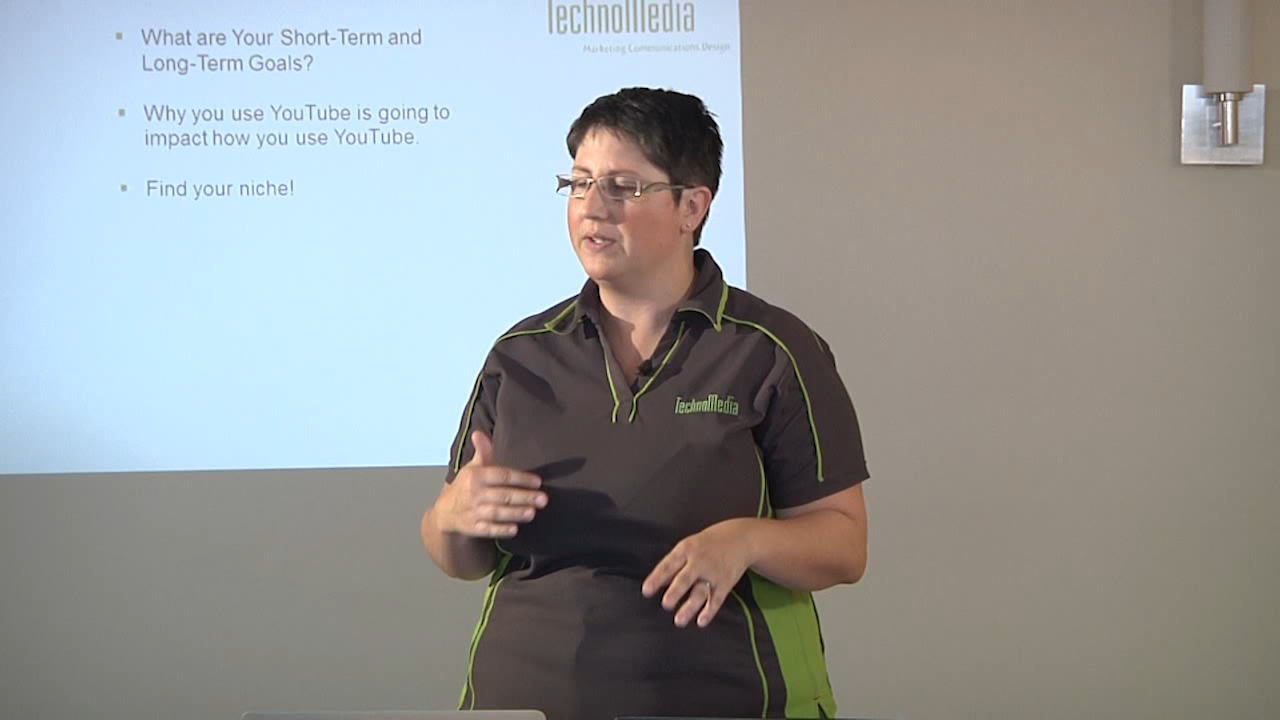 TechnoMedia
Marketing Communications Design
What are Your Short-Term and
Long-Term Goals?
Why you use YouTube is going to
impact how you use YouTube.
Find your niche!
TechnoMedia